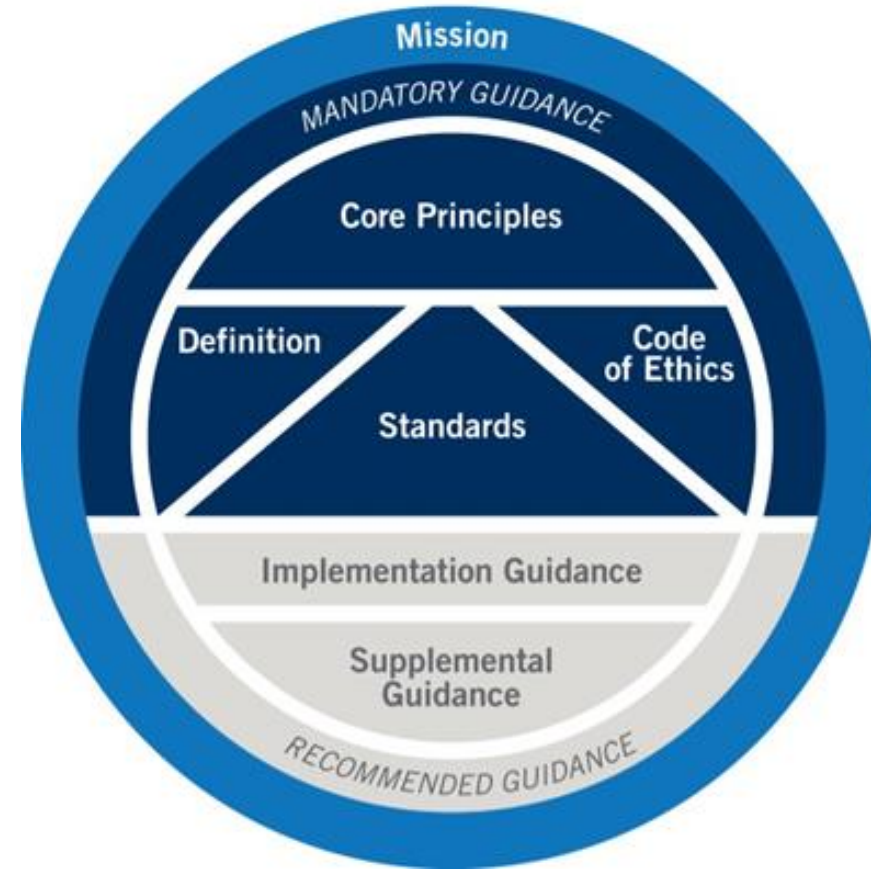 Mission
MANDATORY GUIDANCE
Core Principles
Definition
Code
of Ethics
Standards
Implementation Guidance
Supplemental
Guidance
RECOMMENDED GUIDANCE